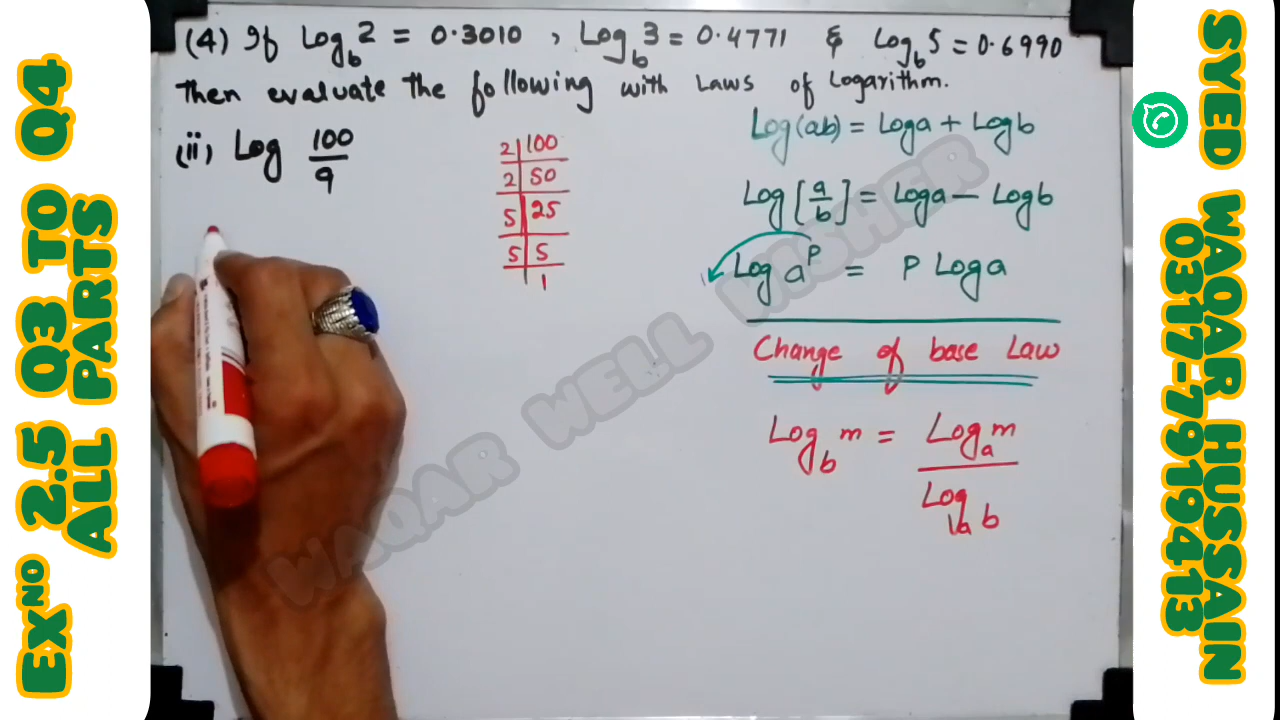 EX NO 2.5 Q3 TO Q4
ALL PARTS
(4) If Log_b 2 = 0.3010 , Log_b 3 = 0.4771 & Log_b 5 = 0.6990
Then evaluate the following with Laws of Logarithm.
(ii) Log 100/9
2 | 100
2 | 50
5 | 25
5 | 5
1
Log(ab) = Loga + Logb
Log[a/b] = Loga – Logb
Log a^P = P Loga
Change of base Law
Log_b m = Log_a m / Log_a b
WAQAR WELL WASHER
SYED WAQAR HUSSAIN
0317-7919413